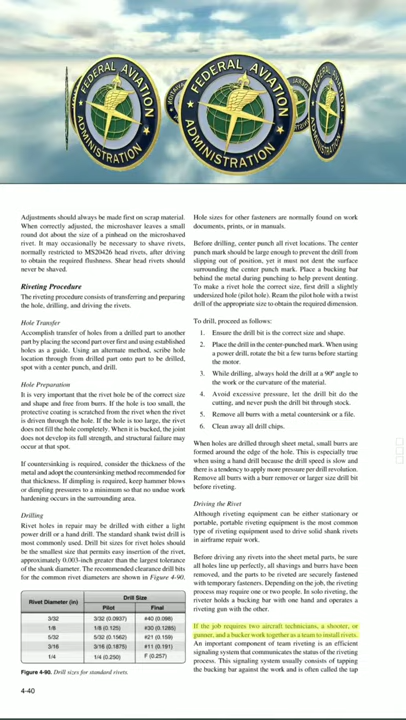 FEDERAL AVIATION
ADMINISTRATION
FEDERAL AVIATION
ADMINISTRATION
Adjustments should always be made first on scrap material.
When correctly adjusted, the microshaver leaves a small
round dot about the size of a pinhead on the microshaved
rivet. It may occasionally be necessary to shave rivets,
normally restricted to MS20426 head rivets, after driving
to obtain the required flushness. Shear head rivets should
never be shaved.
Riveting Procedure
The riveting procedure consists of transferring and preparing
the hole, drilling, and driving the rivets.
Hole Transfer
Accomplish transfer of holes from a drilled part to another
part by placing the second part over first and using established
holes as a guide. Using an alternate method, scribe hole
location through from drilled part onto part to be drilled,
spot with a center punch, and drill.
Hole Preparation
It is very important that the rivet hole be of the correct size
and shape and free from burrs. If the hole is too small, the
protective coating is scratched from the rivet when the rivet
is driven through the hole. If the hole is too large, the rivet
does not fill the hole completely. When it is bucked, the joint
does not develop its full strength, and structural failure may
occur at that spot.
If countersinking is required, consider the thickness of the
metal and adopt the countersinking method recommended for
that thickness. If dimpling is required, keep hammer blows
or dimpling pressures to a minimum so that no undue work
hardening occurs in the surrounding area.
Drilling
Rivet holes in repair may be drilled with either a light
power drill or a hand drill. The standard shank twist drill is
most commonly used. Drill bit sizes for rivet holes should
be the smallest size that permits easy insertion of the rivet,
approximately 0.003-inch greater than the largest tolerance
of the shank diameter. The recommended clearance drill bits
for the common rivet diameters are shown in Figure 4-90.
Rivet Diameter (in) Drill Size
Pilot Final
3/32 3/32 (0.0937) #40 (0.098)
1/8 1/8 (0.125) #30 (0.1285)
5/32 5/32 (0.1562) #21 (0.159)
3/16 3/16 (0.1875) #11 (0.191)
1/4 1/4 (0.250) F (0.257)
Figure 4-90. Drill sizes for standard rivets.
4-40
Hole sizes for other fasteners are normally found on work
documents, prints, or in manuals.
Before drilling, center punch all rivet locations. The center
punch mark should be large enough to prevent the drill from
slipping out of position, yet it must not dent the surface
surrounding the center punch mark. Place a bucking bar
behind the metal during punching to help prevent denting.
To make a rivet hole the correct size, first drill a slightly
undersized hole (pilot hole). Ream the pilot hole with a twist
drill of the appropriate size to obtain the required dimension.
To drill, proceed as follows:
1. Ensure the drill bit is the correct size and shape.
2. Place the drill in the center-punched mark. When using
a power drill, rotate the bit a few turns before starting
the motor.
3. While drilling, always hold the drill at a 90° angle to
the work or the curvature of the material.
4. Avoid excessive pressure, let the drill bit do the
cutting, and never push the drill bit through stock.
5. Remove all burrs with a metal countersink or a file.
6. Clean away all drill chips.
When holes are drilled through sheet metal, small burrs are
formed around the edge of the hole. This is especially true
when using a hand drill because the drill speed is slow and
there is a tendency to apply more pressure per drill revolution.
Remove all burrs with a burr remover or larger size drill bit
before riveting.
Driving the Rivet
Although riveting equipment can be either stationary or
portable, portable riveting equipment is the most common
type of riveting equipment used to drive solid shank rivets
in airframe repair work.
Before driving any rivets into the sheet metal parts, be sure
all holes line up perfectly, all shavings and burrs have been
removed, and the parts to be riveted are securely fastened
with temporary fasteners. Depending on the job, the riveting
process may require one or two people. In solo riveting, the
riveter holds a bucking bar with one hand and operates a
riveting gun with the other.
If the job requires two aircraft technicians, a shooter, or
gunner, and a bucker work together as a team to install rivets.
An important component of team riveting is an efficient
signaling system that communicates the status of the riveting
process. This signaling system usually consists of tapping
the bucking bar against the work and is often called the tap